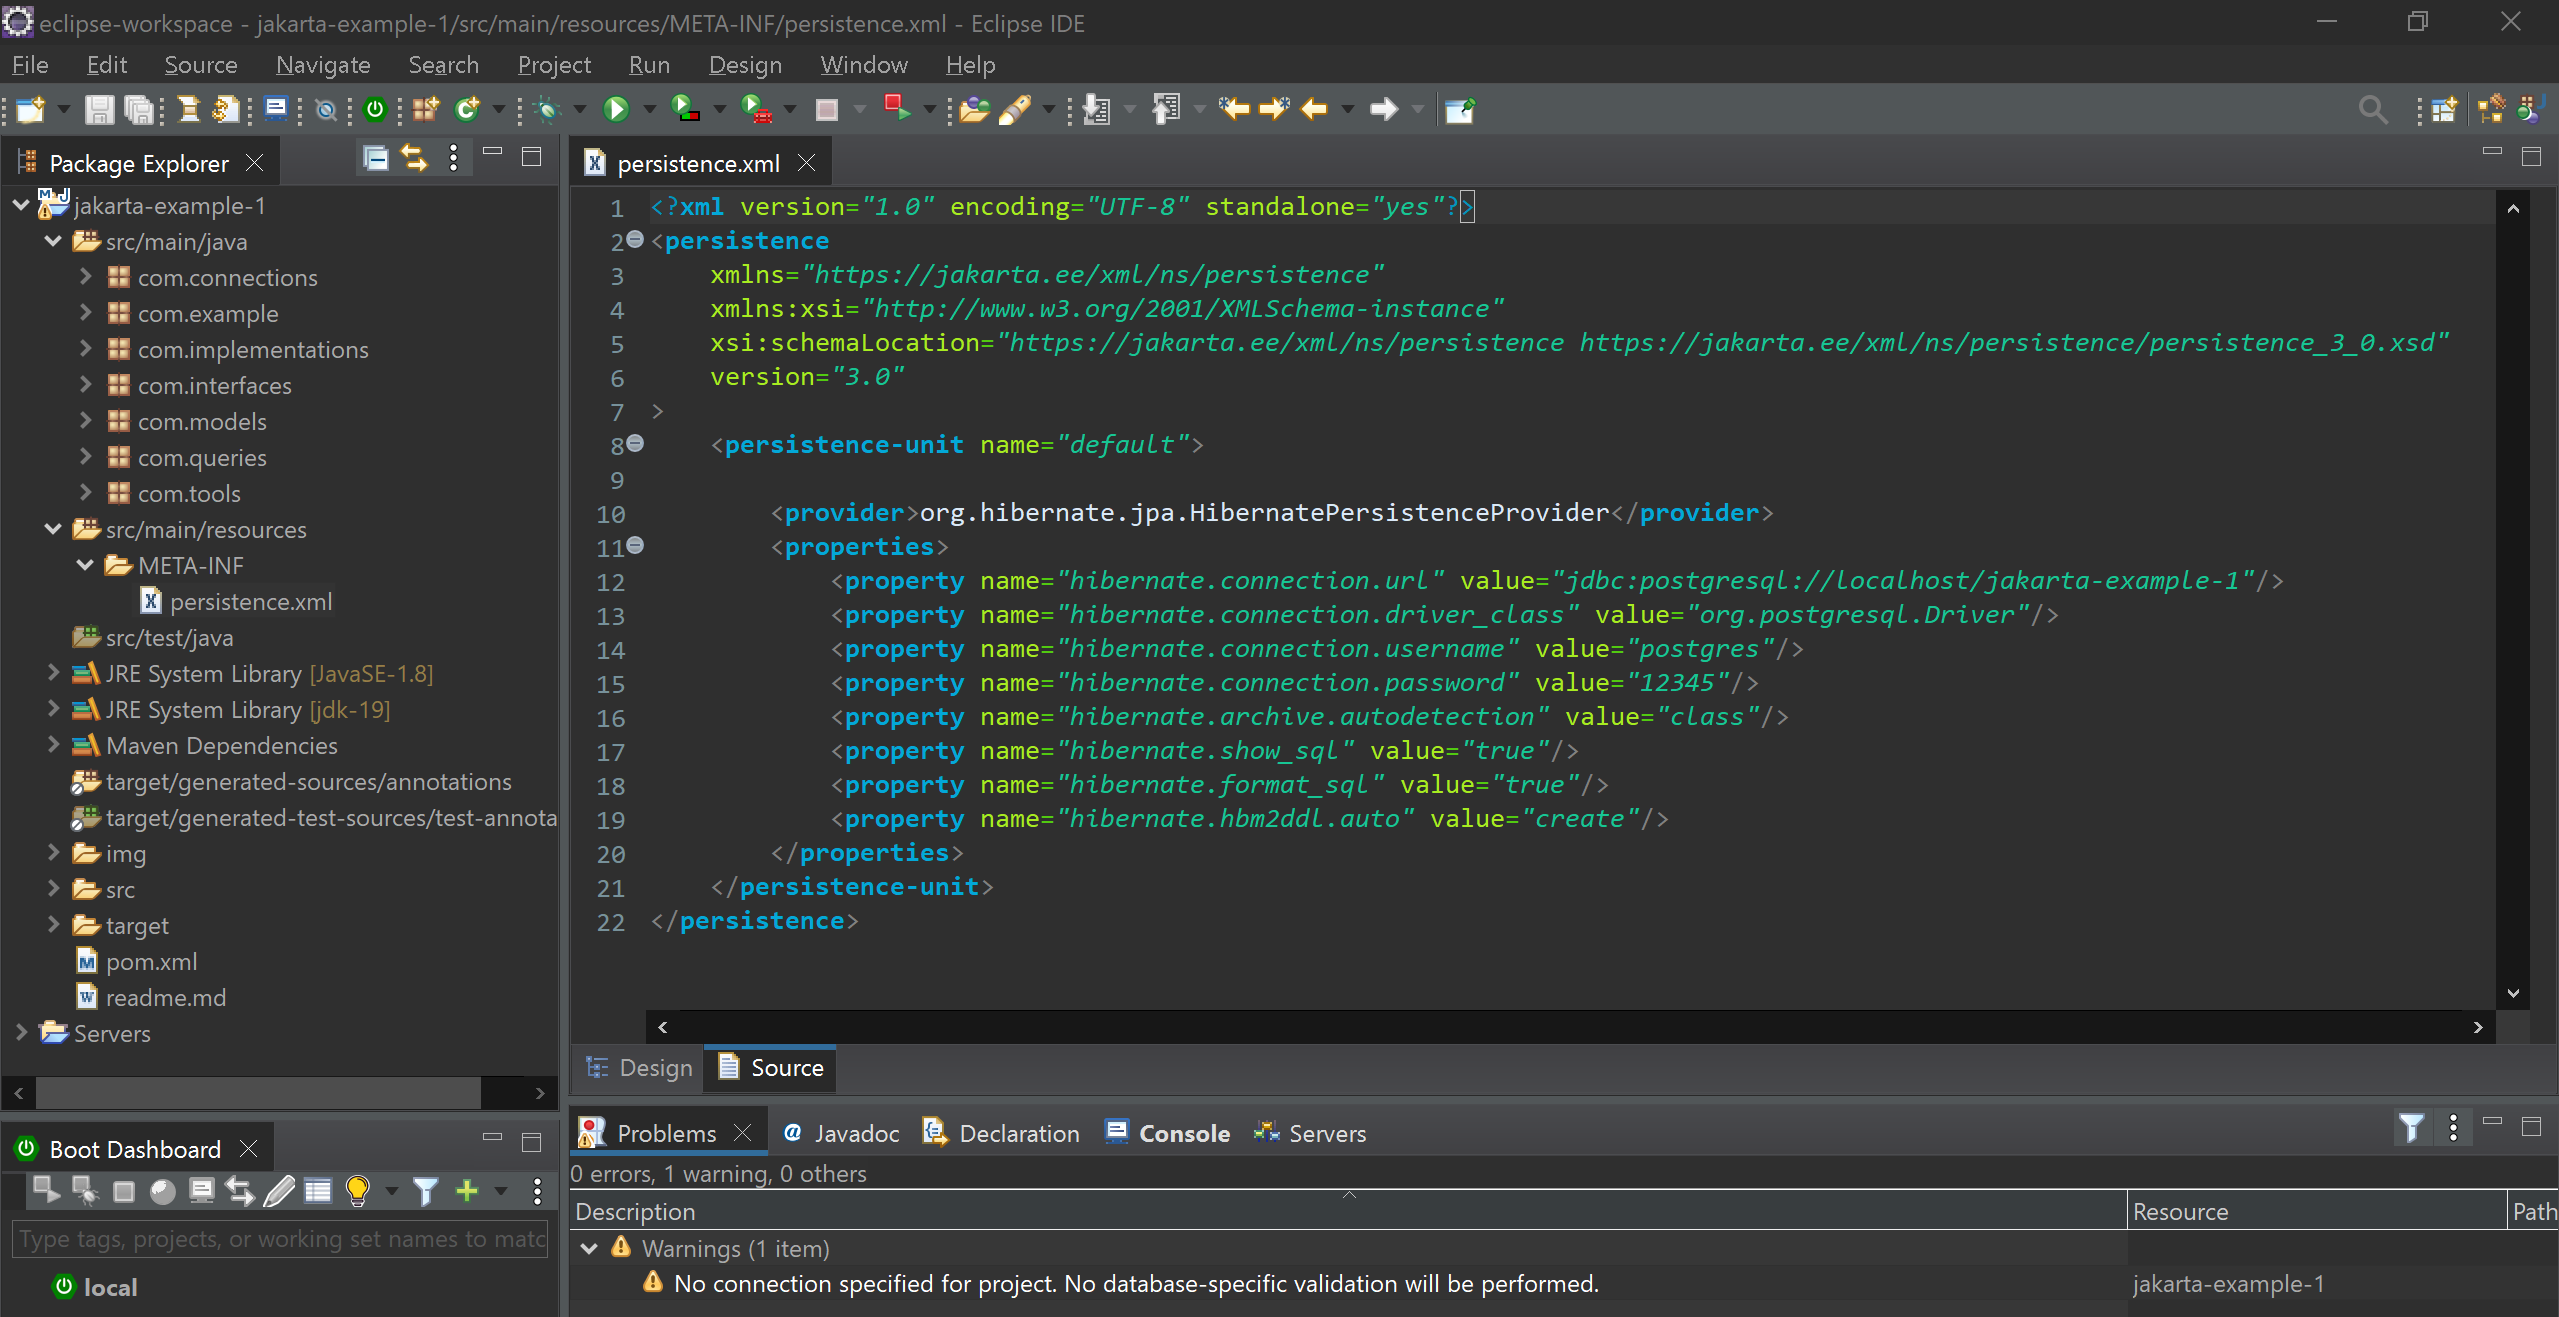 eclipse-workspace - jakarta-example-1/src/main/resources/META-INF/persistence.xml - Eclipse IDE
File Edit Source Navigate Search Project Run Design Window Help
Package Explorer
jakarta-example-1
src/main/java
com.connections
com.example
com.implementations
com.interfaces
com.models
com.queries
com.tools
src/main/resources
META-INF
persistence.xml
src/test/java
JRE System Library [JavaSE-1.8]
JRE System Library [jdk-19]
Maven Dependencies
target/generated-sources/annotations
target/generated-test-sources/test-annota
img
src
target
pom.xml
readme.md
Servers
persistence.xml
1 <?xml version="1.0" encoding="UTF-8" standalone="yes"?>
2 <persistence
3 xmlns="https://jakarta.ee/xml/ns/persistence"
4 xmlns:xsi="http://www.w3.org/2001/XMLSchema-instance"
5 xsi:schemaLocation="https://jakarta.ee/xml/ns/persistence https://jakarta.ee/xml/ns/persistence/persistence_3_0.xsd"
6 version="3.0"
7 >
8 <persistence-unit name="default">
9
10 <provider>org.hibernate.jpa.HibernatePersistenceProvider</provider>
11 <properties>
12 <property name="hibernate.connection.url" value="jdbc:postgresql://localhost/jakarta-example-1"/>
13 <property name="hibernate.connection.driver_class" value="org.postgresql.Driver"/>
14 <property name="hibernate.connection.username" value="postgres"/>
15 <property name="hibernate.connection.password" value="12345"/>
16 <property name="hibernate.archive.autodetection" value="class"/>
17 <property name="hibernate.show_sql" value="true"/>
18 <property name="hibernate.format_sql" value="true"/>
19 <property name="hibernate.hbm2ddl.auto" value="create"/>
20 </properties>
21 </persistence-unit>
22 </persistence>
Design Source
Boot Dashboard
Type tags, projects, or working set names to matc
local
Problems @ Javadoc Declaration Console Servers
0 errors, 1 warning, 0 others
Description Resource Path
Warnings (1 item)
No connection specified for project. No database-specific validation will be performed. jakarta-example-1